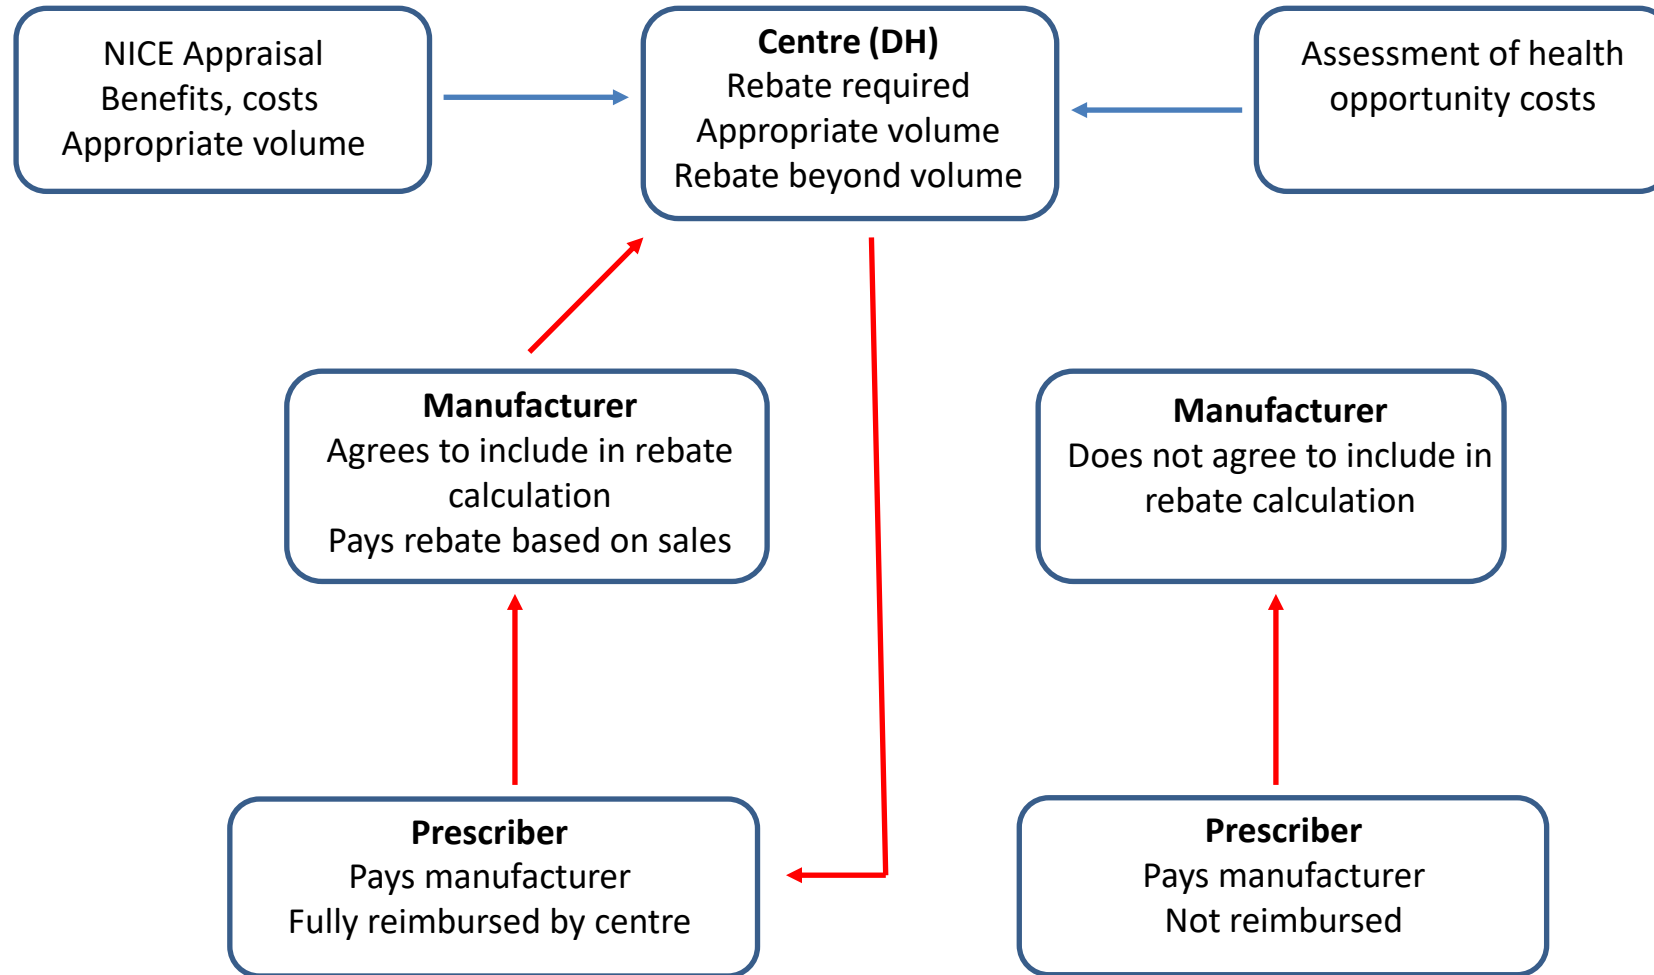 NICE Appraisal
Benefits, costs
Appropriate volume
Centre (DH)
Rebate required
Appropriate volume
Rebate beyond volume
Assessment of health
opportunity costs
Manufacturer
Agrees to include in rebate
calculation
Pays rebate based on sales
Manufacturer
Does not agree to include in
rebate calculation
Prescriber
Pays manufacturer
Fully reimbursed by centre
Prescriber
Pays manufacturer
Not reimbursed